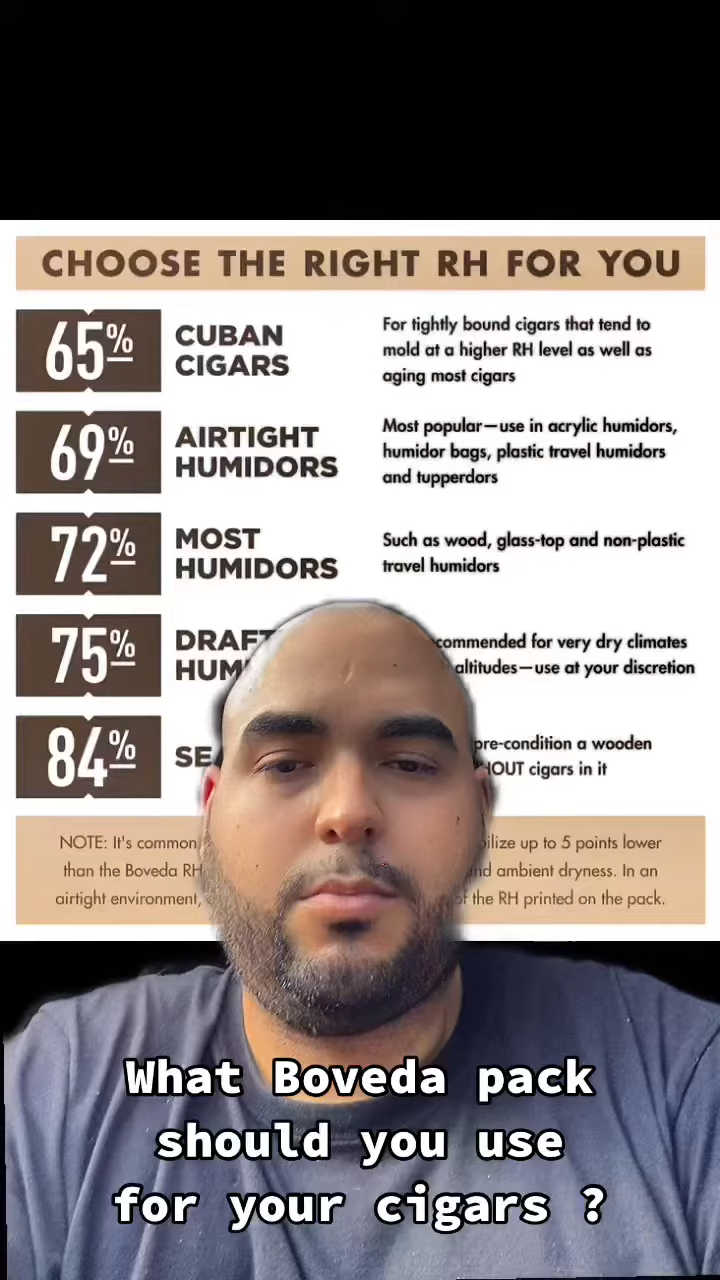 CHOOSE THE RIGHT RH FOR YOU
65%
CUBAN
CIGARS
For tightly bound cigars that tend to
mold at a higher RH level as well as
aging most cigars
69%
AIRTIGHT
HUMIDORS
Most popular—use in acrylic humidors,
humidor bags, plastic travel humidors
and tupperdors
72%
MOST
HUMIDORS
Such as wood, glass-top and non-plastic
travel humidors
75%
commended for very dry climates
altitudes—use at your discretion
84%
pre-condition a wooden
cigars in it
NOTE: It's common ilize up to 5 points lower
than the Boveda RH and ambient dryness. In an
airtight environment, the RH printed on the pack.
What Boveda pack
should you use
for your cigars ?